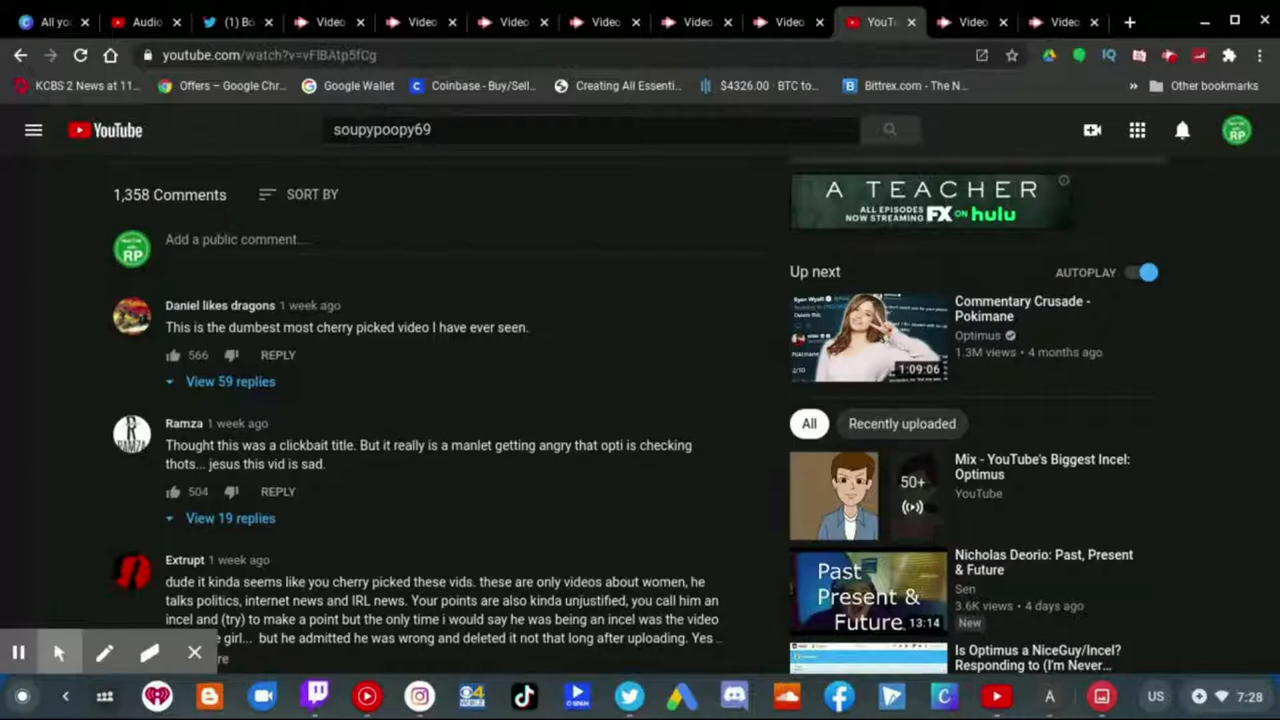 All yo
Audio
(1) Bo
Video
Video
Video
Video
Video
Video
YouT
Video
Video
youtube.com/watch?v=vFlBAtp5fCg
KCBS 2 News at 11...
Offers – Google Chr...
Google Wallet
Coinbase - Buy/Sell...
Creating All Essenti...
$4326.00 · BTC to...
Bittrex.com - The N...
»
Other bookmarks
YouTube
soupypoopy69
RP
1,358 Comments
SORT BY
RP
Add a public comment...
Daniel likes dragons 1 week ago
This is the dumbest most cherry picked video I have ever seen.
566
REPLY
View 59 replies
Ramza 1 week ago
Thought this was a clickbait title. But it really is a manlet getting angry that opti is checking
thots... jesus this vid is sad.
504
REPLY
View 19 replies
Extrupt 1 week ago
dude it kinda seems like you cherry picked these vids. these are only videos about women, he
talks politics, internet news and IRL news. Your points are also kinda unjustified, you call him an
incel and (try) to make a point but the only time i would say he was being an incel was the video
girl... but he admitted he was wrong and deleted it not that long after uploading. Yes
re
A TEACHER
ALL EPISODES
NOW STREAMING FX ON hulu
Up next
AUTOPLAY
1:09:06
Commentary Crusade -
Pokimane
Optimus
1.3M views • 4 months ago
All
Recently uploaded
50+
Mix - YouTube's Biggest Incel:
Optimus
YouTube
Past
Present &
Future
13:14
Nicholas Deorio: Past, Present
& Future
Sen
3.6K views • 4 days ago
New
Is Optimus a NiceGuy/Incel?
Responding to (I'm Never...
US
7:28